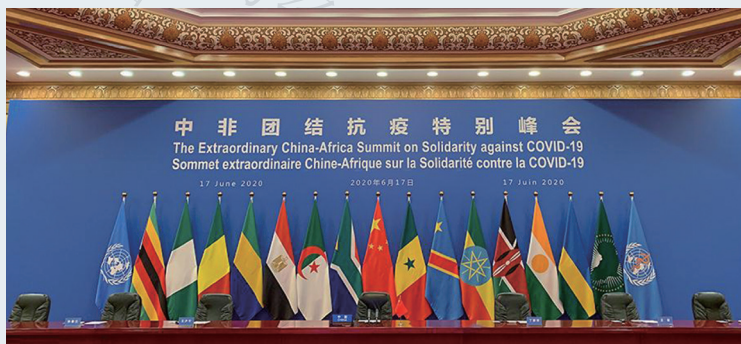 中非团结抗疫特别峰会
The Extraordinary China-Africa Summit on Solidarity against COVID-19
Sommet extraordinaire Chine-Afrique sur la Solidarité contre la COVID-19
17 June 2020 2020年6月17日 17 Juin 2020